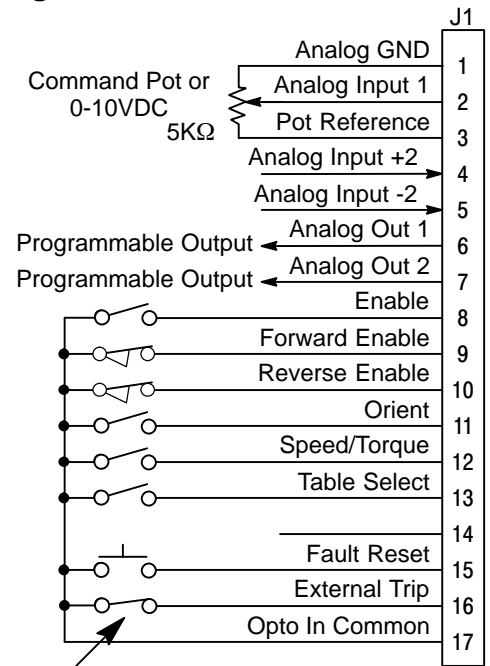 J1
Analog GND 1
Command Pot or
0-10VDC
5KΩ
Analog Input 1 2
Pot Reference 3
Analog Input +2 4
Analog Input -2 5
Programmable Output Analog Out 1 6
Programmable Output Analog Out 2 7
Enable 8
Forward Enable 9
Reverse Enable 10
Orient 11
Speed/Torque 12
Table Select 13
14
Fault Reset 15
External Trip 16
Opto In Common 17